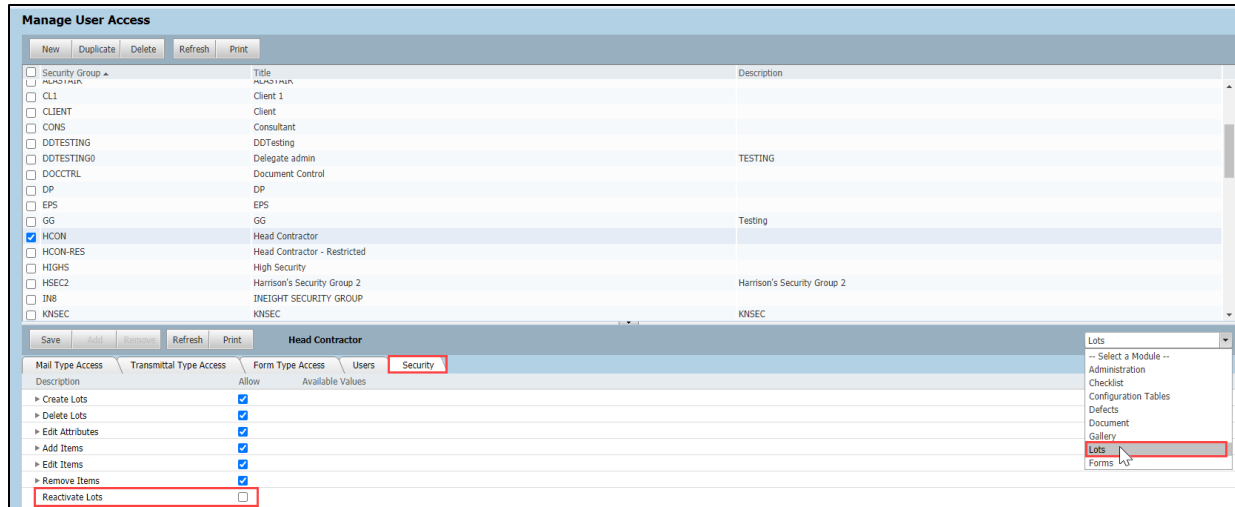 Manage User Access
New Duplicate Delete Refresh Print
Security Group Title Description
ALASTAIR ALASTAIR
CL1 Client 1
CLIENT Client
CONS Consultant
DDTESTING DDTesting
DDTESTING0 Delegate admin TESTING
DOCCTRL Document Control
DP DP
EPS EPS
GG GG Testing
HCON Head Contractor
HCON-RES Head Contractor - Restricted
HIGHS High Security
HSEC2 Harrison's Security Group 2 Harrison's Security Group 2
IN8 INEIGHT SECURITY GROUP
KNSEC KNSEC KNSEC
Save Add Remove Refresh Print Head Contractor Lots
Mail Type Access Transmittal Type Access Form Type Access Users Security
-- Select a Module --
Administration
Checklist
Configuration Tables
Defects
Document
Gallery
Lots
Forms
Description Allow Available Values
Create Lots
Delete Lots
Edit Attributes
Add Items
Edit Items
Remove Items
Reactivate Lots